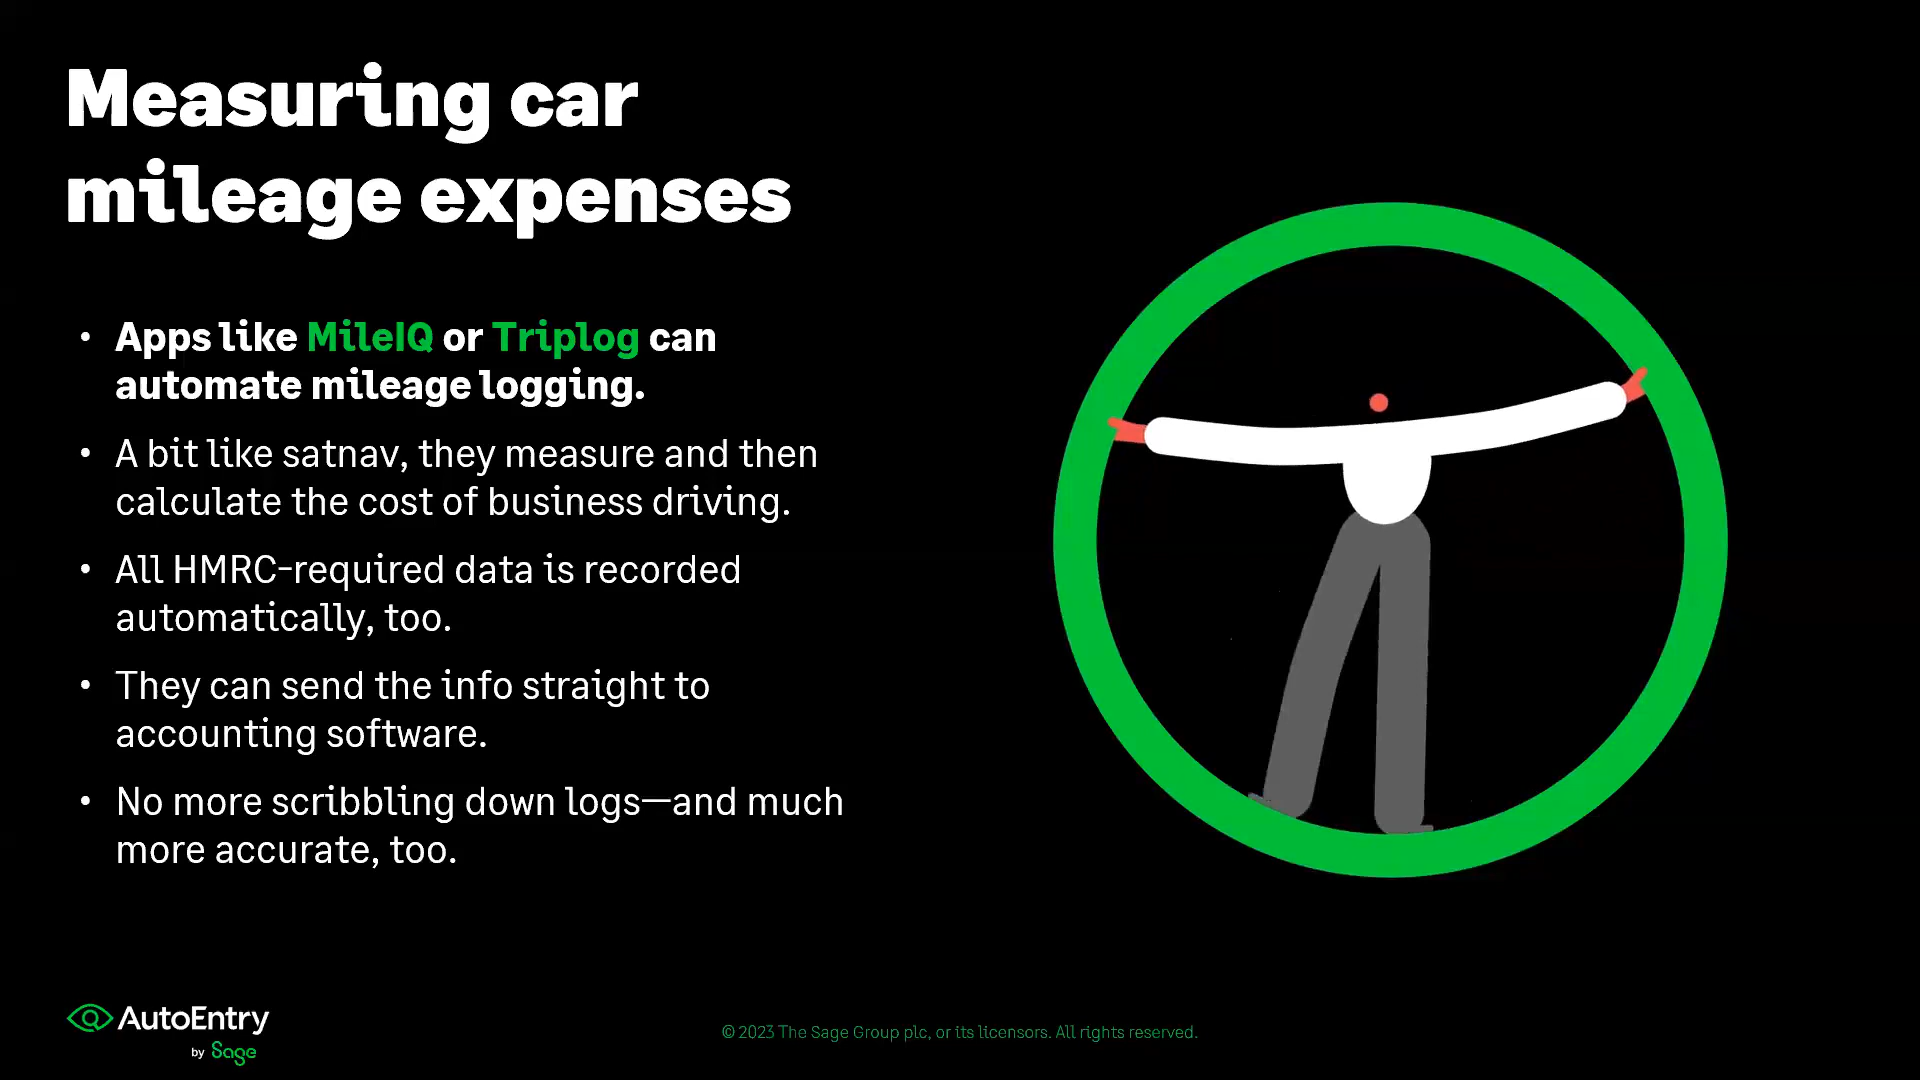 Measuring car
mileage expenses
• Apps like MileIQ or Triplog can
automate mileage logging.
• A bit like satnav, they measure and then
calculate the cost of business driving.
• All HMRC-required data is recorded
automatically, too.
• They can send the info straight to
accounting software.
• No more scribbling down logs—and much
more accurate, too.
AutoEntry
by Sage
© 2023 The Sage Group plc, or its licensors. All rights reserved.